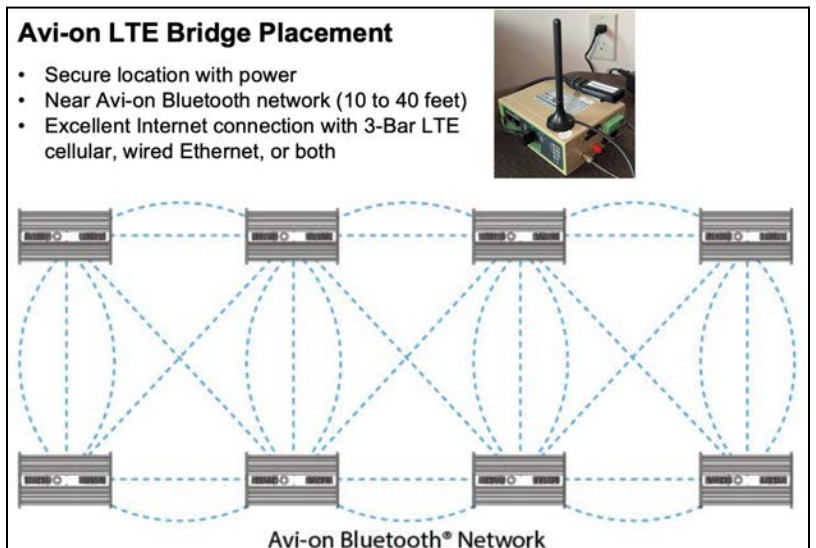 Avi-on LTE Bridge Placement
• Secure location with power
• Near Avi-on Bluetooth network (10 to 40 feet)
• Excellent Internet connection with 3-Bar LTE
cellular, wired Ethernet, or both
Avi-on Bluetooth® Network